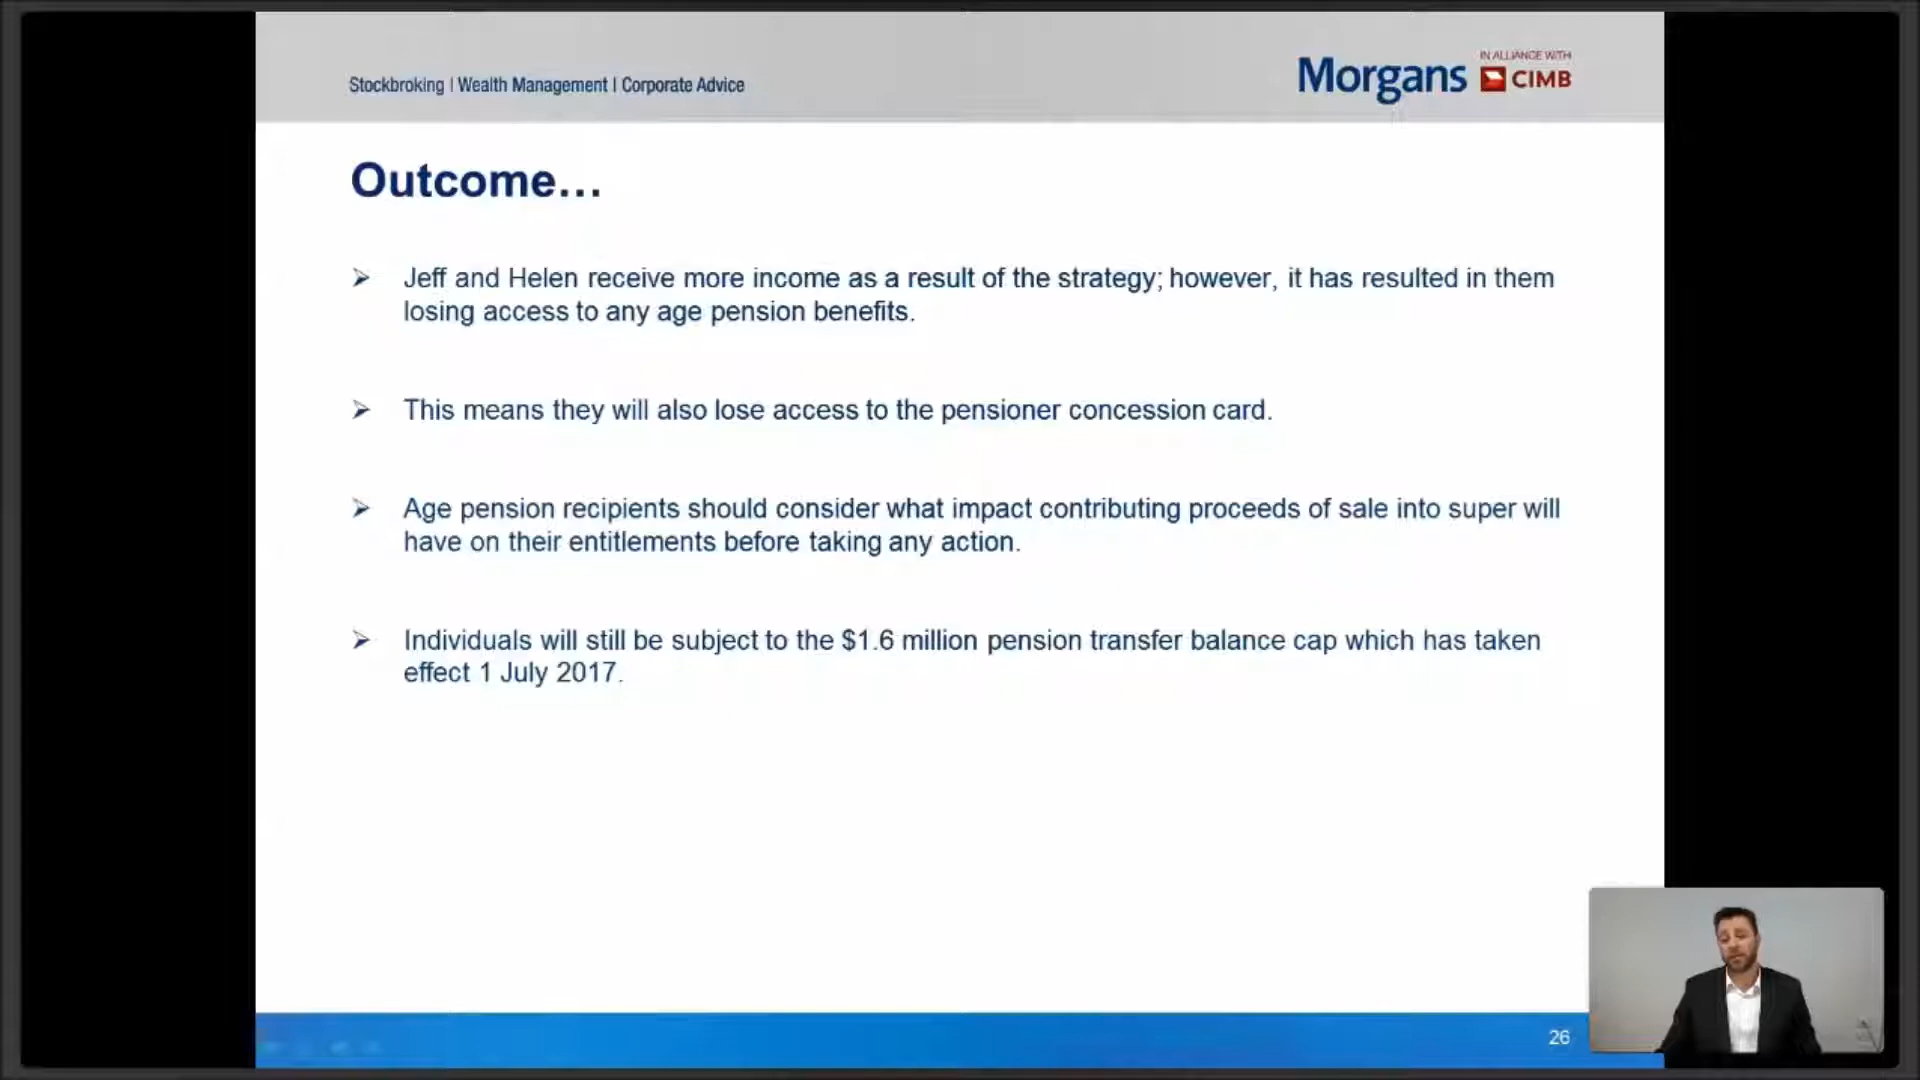 Stockbroking | Wealth Management | Corporate Advice
Morgans
IN ALLIANCE WITH
CIMB
Outcome...
Jeff and Helen receive more income as a result of the strategy; however, it has resulted in them
losing access to any age pension benefits.
This means they will also lose access to the pensioner concession card.
Age pension recipients should consider what impact contributing proceeds of sale into super will
have on their entitlements before taking any action.
Individuals will still be subject to the $1.6 million pension transfer balance cap which has taken
effect 1 July 2017.
26